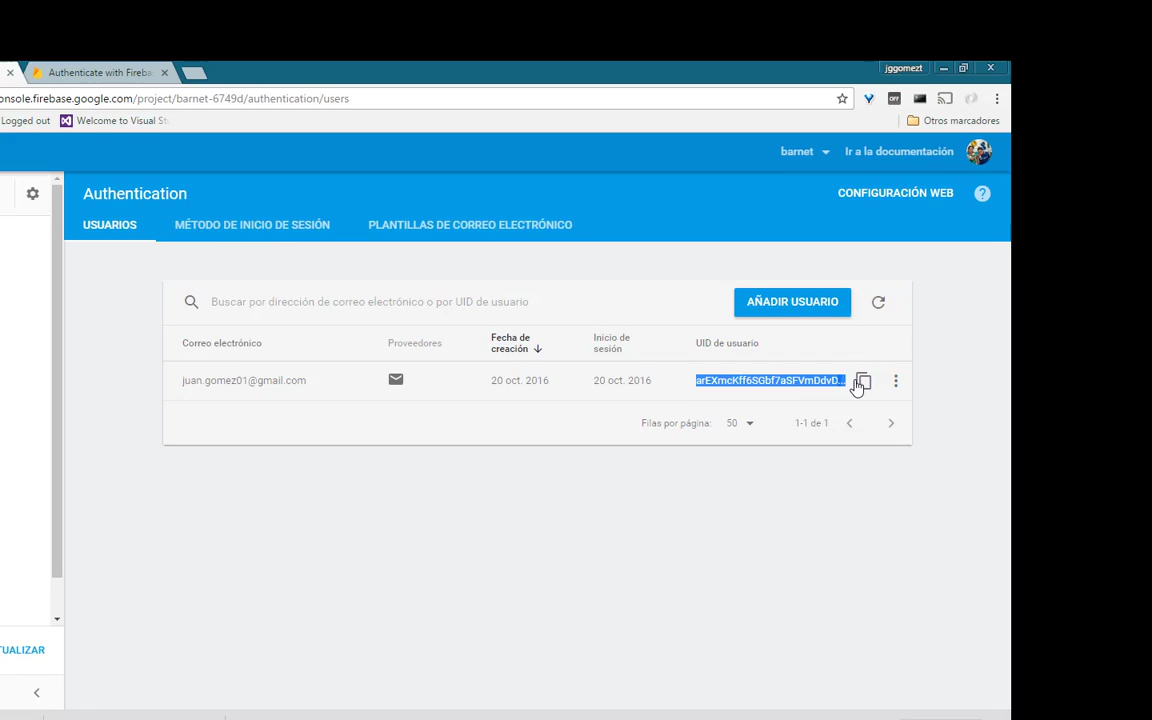 Authenticate with Fireba
jggomezt
onsole.firebase.google.com/project/barnet-6749d/authentication/users
OFF
Logged out
Welcome to Visual Stu
Otros marcadores
barnet
Ir a la documentación
Authentication
CONFIGURACIÓN WEB
?
USUARIOS
MÉTODO DE INICIO DE SESIÓN
PLANTILLAS DE CORREO ELECTRÓNICO
Buscar por dirección de correo electrónico o por UID de usuario
AÑADIR USUARIO
Correo electrónico
Proveedores
Fecha de
creación
Inicio de
sesión
UID de usuario
juan.gomez01@gmail.com
20 oct. 2016
20 oct. 2016
arEXmcKff6SGbf7aSFVmDdvD...
Filas por página:
50
1-1 de 1
TUALIZAR